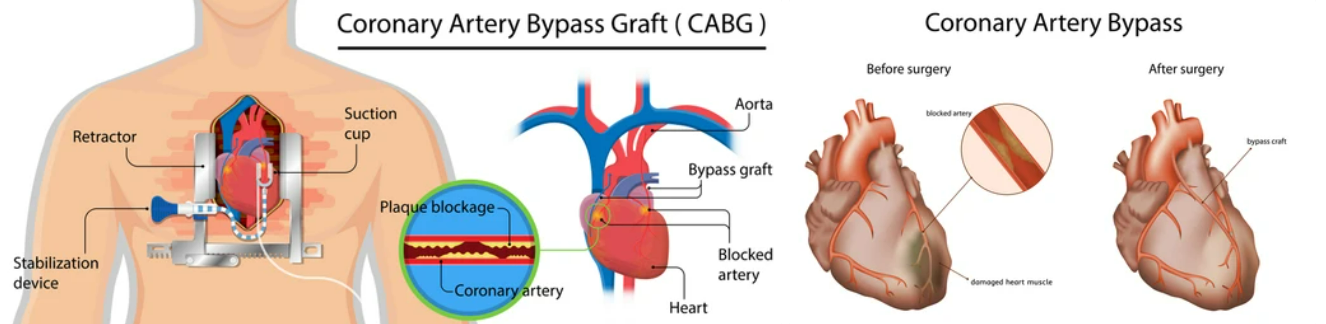 Coronary Artery Bypass Graft ( CABG )
Retractor
Suction
cup
Stabilization
device
Plaque blockage
Coronary artery
Aorta
Bypass graft
Blocked
artery
Heart
Coronary Artery Bypass
Before surgery
After surgery
blocked artery
damaged heart muscle
bypass craft